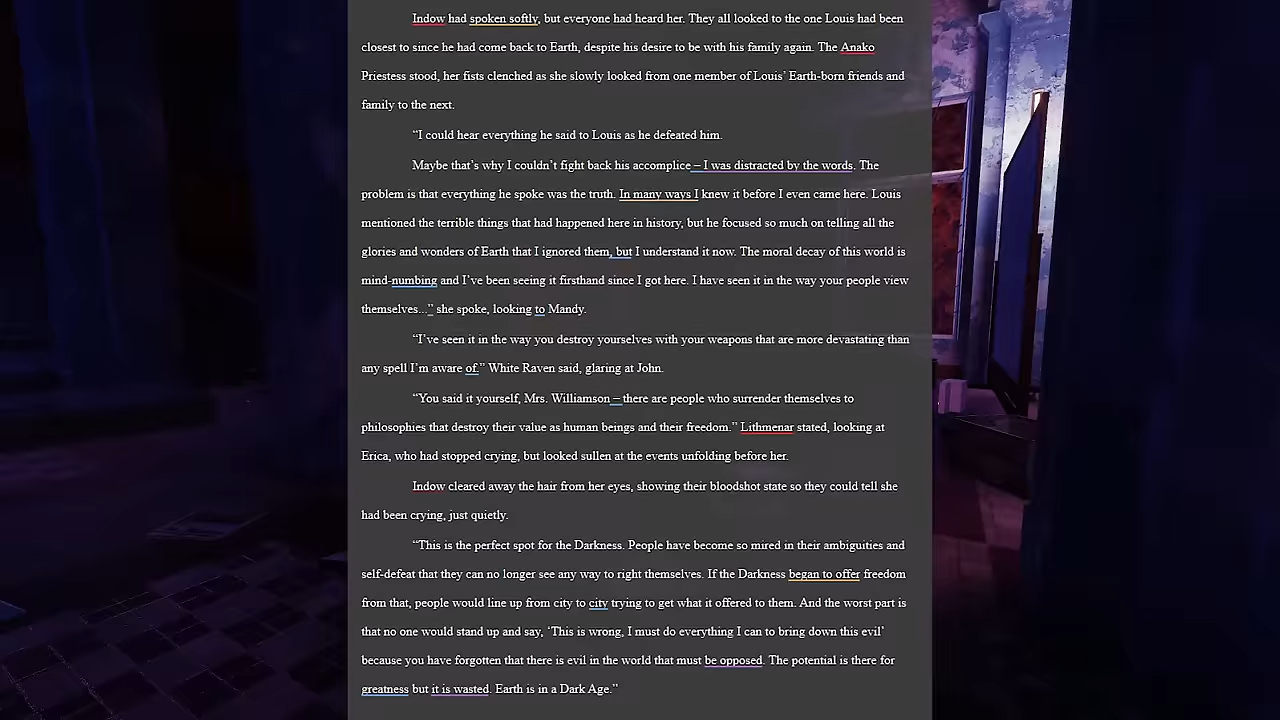 Indow had spoken softly, but everyone had heard her. They all looked to the one Louis had been
closest to since he had come back to Earth, despite his desire to be with his family again. The Anako
Priestess stood, her fists clenched as she slowly looked from one member of Louis’ Earth-born friends and
family to the next.
“I could hear everything he said to Louis as he defeated him.
Maybe that’s why I couldn’t fight back his accomplice – I was distracted by the words. The
problem is that everything he spoke was the truth. In many ways I knew it before I even came here. Louis
mentioned the terrible things that had happened here in history, but he focused so much on telling all the
glories and wonders of Earth that I ignored them, but I understand it now. The moral decay of this world is
mind-numbing and I’ve been seeing it firsthand since I got here. I have seen it in the way your people view
themselves...” she spoke, looking to Mandy.
“I’ve seen it in the way you destroy yourselves with your weapons that are more devastating than
any spell I’m aware of.” White Raven said, glaring at John.
“You said it yourself, Mrs. Williamson – there are people who surrender themselves to
philosophies that destroy their value as human beings and their freedom.” Lithmenar stated, looking at
Erica, who had stopped crying, but looked sullen at the events unfolding before her.
Indow cleared away the hair from her eyes, showing their bloodshot state so they could tell she
had been crying, just quietly.
“This is the perfect spot for the Darkness. People have become so mired in their ambiguities and
self-defeat that they can no longer see any way to right themselves. If the Darkness began to offer freedom
from that, people would line up from city to city trying to get what it offered to them. And the worst part is
that no one would stand up and say, ‘This is wrong, I must do everything I can to bring down this evil’
because you have forgotten that there is evil in the world that must be opposed. The potential is there for
greatness but it is wasted. Earth is in a Dark Age.”